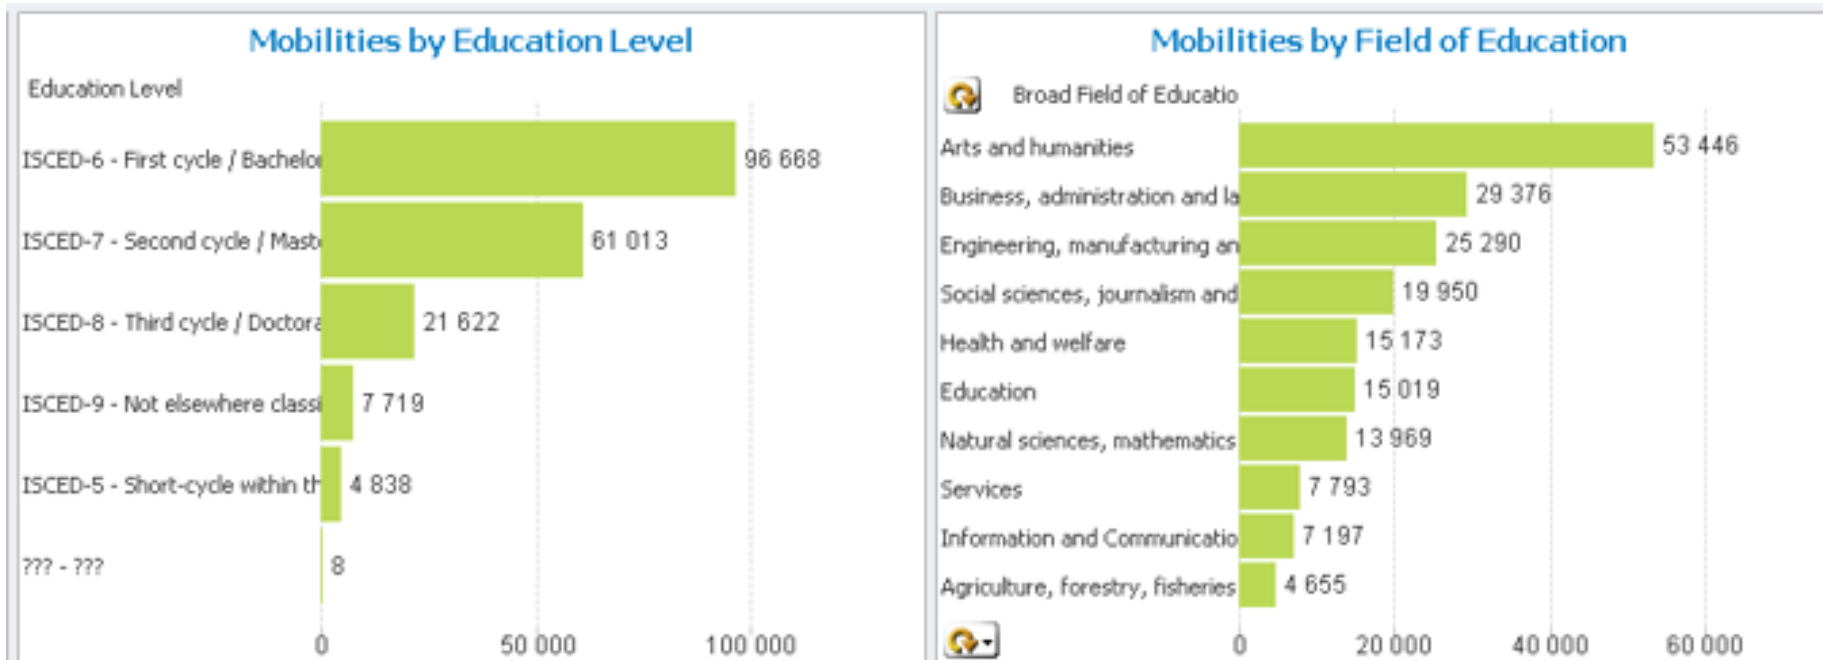 Mobilities by Education Level
Education Level
ISCED-6 - First cycle / Bachelo 96 668
ISCED-7 - Second cycle / Mast 61 013
ISCED-8 - Third cycle / Doctora 21 622
ISCED-9 - Not elsewhere classi 7 719
ISCED-5 - Short-cycle within th 4 838
??? - ??? 8
0 50 000 100 000
Mobilities by Field of Education
Broad Field of Educatio
Arts and humanities 53 446
Business, administration and la 29 376
Engineering, manufacturing an 25 290
Social sciences, journalism and 19 950
Health and welfare 15 173
Education 15 019
Natural sciences, mathematics 13 969
Services 7 793
Information and Communicatio 7 197
Agriculture, forestry, fisheries 4 655
0 20 000 40 000 60 000